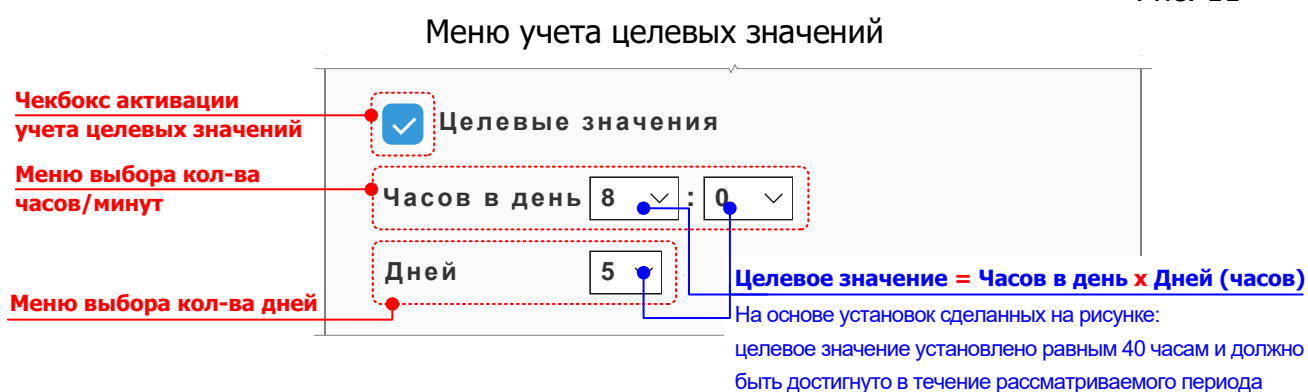 Меню учета целевых значений
Чекбокс активации
учета целевых значений
Целевые значения
Меню выбора кол-ва
часов/минут
Часов в день 8 : 0
Дней 5
Меню выбора кол-ва дней
Целевое значение = Часов в день x Дней (часов)
На основе установок сделанных на рисунке:
целевое значение установлено равным 40 часам и должно
быть достигнуто в течение рассматриваемого периода